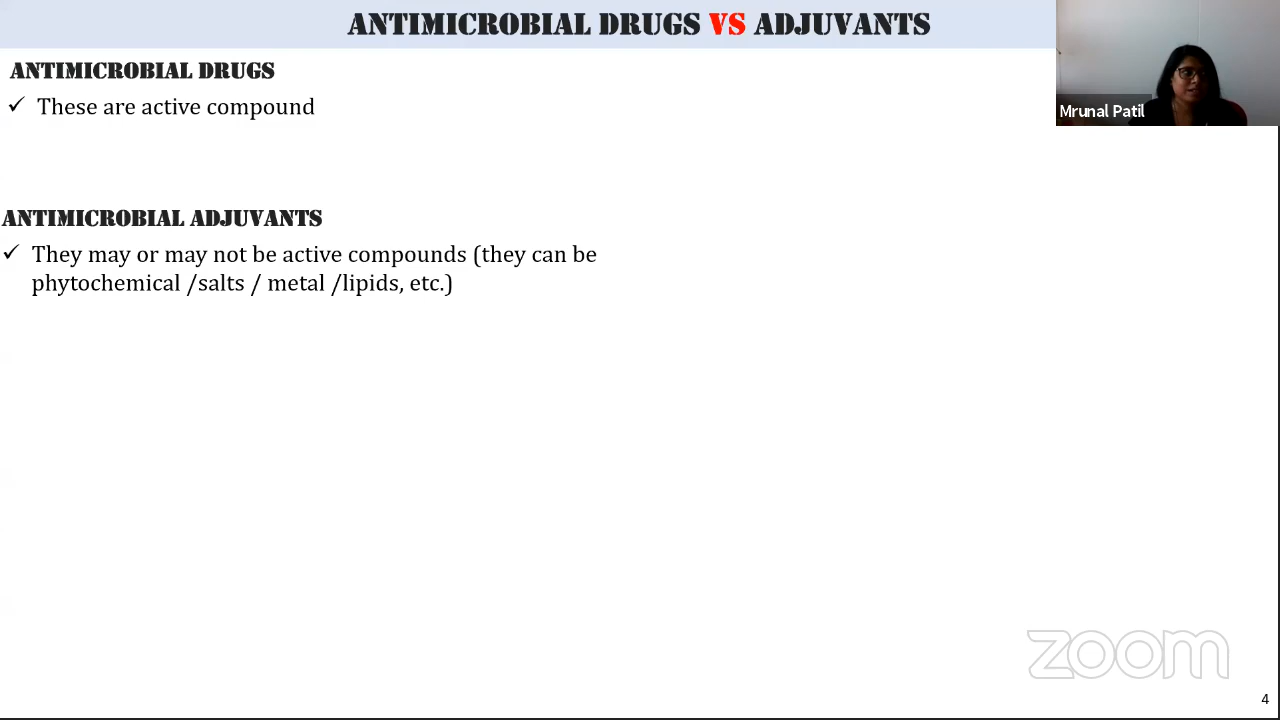 ANTIMICROBIAL DRUGS VS ADJUVANTS
Mrunal Patil
ANTIMICROBIAL DRUGS
✓ These are active compound
ANTIMICROBIAL ADJUVANTS
✓ They may or may not be active compounds (they can be
phytochemical /salts / metal /lipids, etc.)
zoom
4